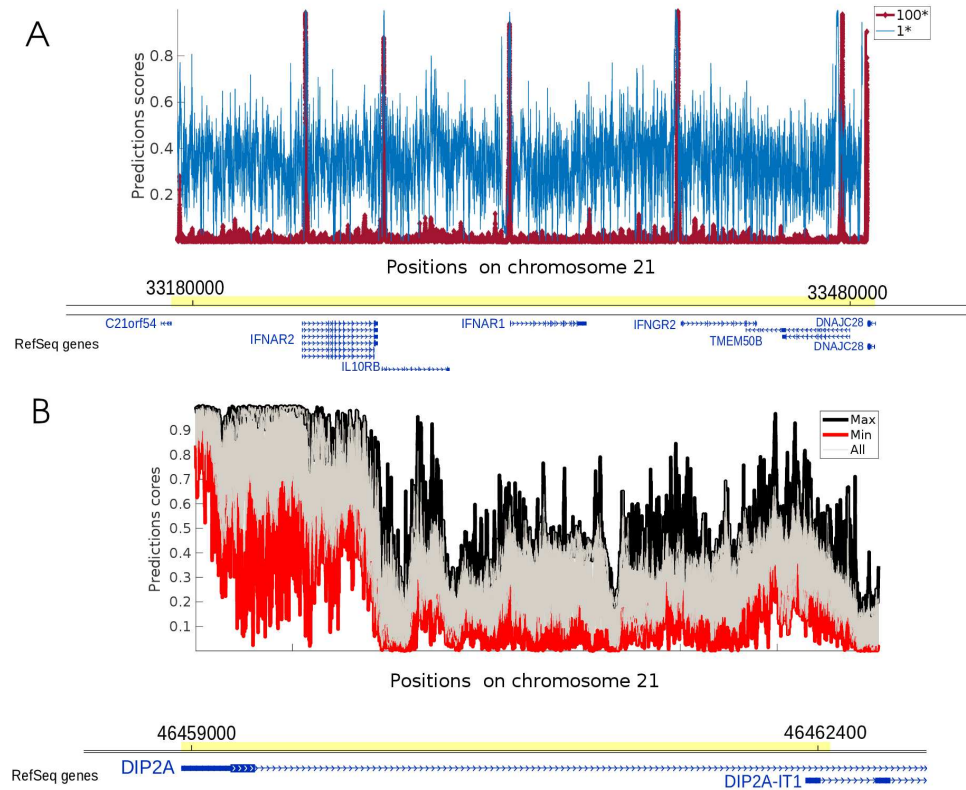 A
100*
1*
Predictions scores
0.8
0.6
0.4
0.2
Positions on chromosome 21
33180000
33480000
RefSeq genes
C21orf54
IFNAR2
IL10RB
IFNAR1
IFNGR2
TMEM50B
DNAJC28
DNAJC28
B
Max
Min
All
Predictions cores
0.9
0.8
0.7
0.6
0.5
0.4
0.3
0.2
0.1
Positions on chromosome 21
46459000
46462400
RefSeq genes
DIP2A
DIP2A-IT1